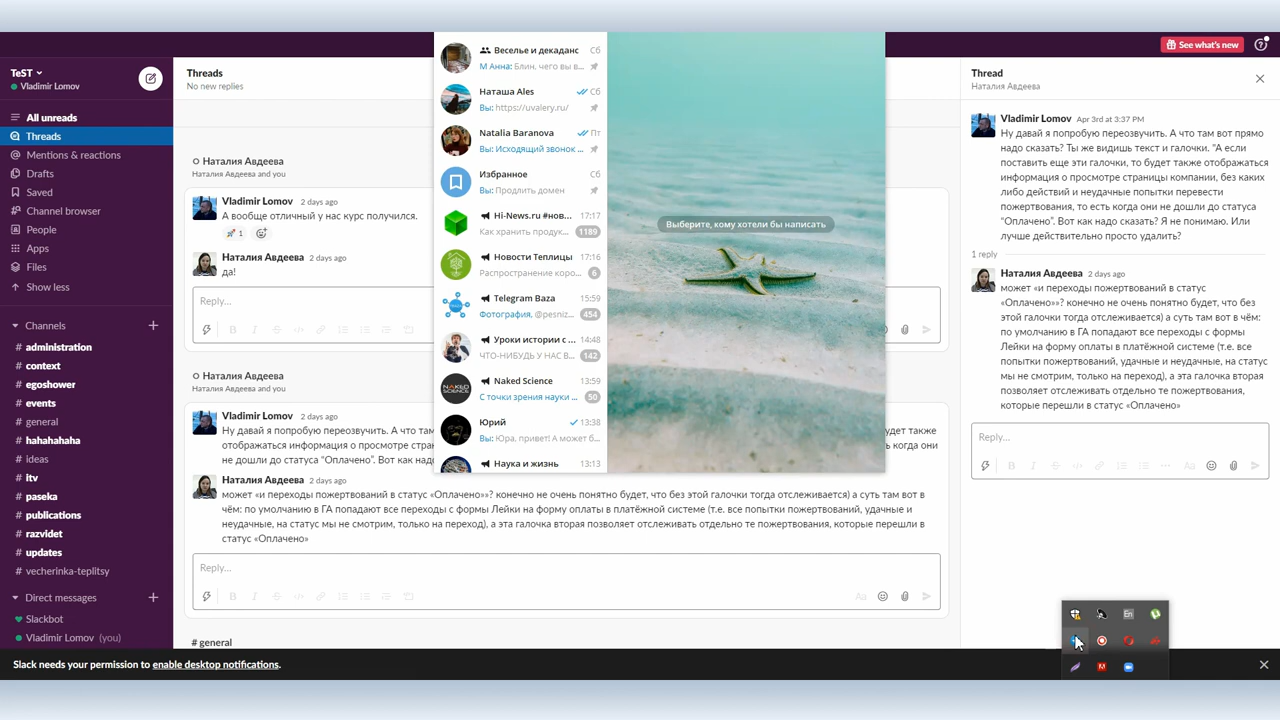 See what's new
TeST
Vladimir Lomov
All unreads
Threads
Mentions & reactions
Drafts
Saved
Channel browser
People
Apps
Files
Show less
Channels
# administration
# context
# egoshower
# events
# general
# hahahahaha
# ideas
# itv
# paseka
# publications
# razvidet
# updates
# vecherinka-teplitsy
Direct messages
Slackbot
Vladimir Lomov (you)
Threads
No new replies
Наталия Авдеева
Наталия Авдеева and you
Vladimir Lomov 2 days ago
А вообще отличный у нас курс получился.
1
Наталия Авдеева 2 days ago
да!
Reply...
Наталия Авдеева
Наталия Авдеева and you
Vladimir Lomov 2 days ago
Ну давай я попробую переозвучить. А что там
отображаться информация о просмотре
не дошли до статуса "Оплачено". Вот как
также
когда они
Наталия Авдеева 2 days ago
может «и переходы пожертвований в статус «Оплачено»»? конечно не очень понятно будет, что без этой галочки тогда отслеживается) а суть там вот в
чём: по умолчанию в ГА попадают все переходы с формы Лейки на форму оплаты в платёжной системе (т.е. все попытки пожертвований, удачные и
неудачные, на статус мы не смотрим, только на переход), а эта галочка вторая позволяет отслеживать отдельно те пожертвования, которые перешли в
статус «Оплачено»
Reply...
# general
Веселье и декаданс Сб
М Анна: Блин, чего вы в...
Наташа Ales Сб
Вы: https://uvalery.ru/
Natalia Baranova Пт
Вы: Исходящий звонок ...
Избранное Сб
Вы: Продлить домен
Hi-News.ru #нов... 17:17
Как хранить продук... 1189
Новости Теплицы 17:16
Распространение коро... 6
Telegram Baza 15:59
Фотография, @pesniz... 454
Уроки истории с ... 14:48
ЧТО-НИБУДЬ У НАС В... 142
NAKED SCIENCE
Naked Science 13:59
С точки зрения науки ... 50
Юрий 13:38
Вы: Юра, привет! А может б...
Наука и жизнь 13:13
Выберите, кому хотели бы написать
Thread
Наталия Авдеева
Vladimir Lomov Apr 3rd at 3:37 PM
Ну давай я попробую переозвучить. А что там вот прямо
надо сказать? Ты же видишь текст и галочки. "А если
поставить еще эти галочки, то будет также отображаться
информация о просмотре страницы компании, без каких
либо действий и неудачные попытки перевести
пожертвования, то есть когда они не дошли до статуса
"Оплачено". Вот как надо сказать? Я не понимаю. Или
лучше действительно просто удалить?
1 reply
Наталия Авдеева 2 days ago
может «и переходы пожертвований в статус
«Оплачено»»? конечно не очень понятно будет, что без
этой галочки тогда отслеживается) а суть там вот в чём:
по умолчанию в ГА попадают все переходы с формы
Лейки на форму оплаты в платёжной системе (т.е. все
попытки пожертвований, удачные и неудачные, на статус
мы не смотрим, только на переход), а эта галочка вторая
позволяет отслеживать отдельно те пожертвования,
которые перешли в статус «Оплачено»
Reply...
En
Slack needs your permission to enable desktop notifications.